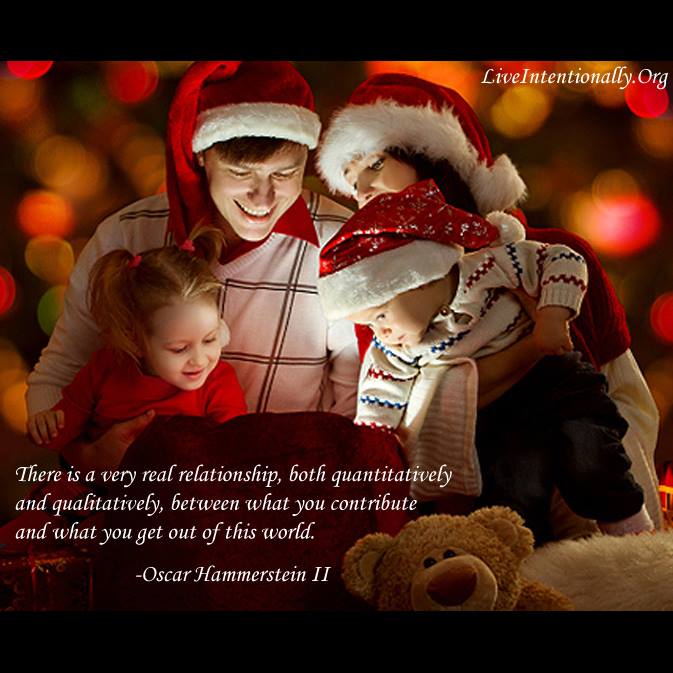 LiveIntentionally.Org
There is a very real relationship, both quantitatively
and qualitatively, between what you contribute
and what you get out of this world.
-Oscar Hammerstein II